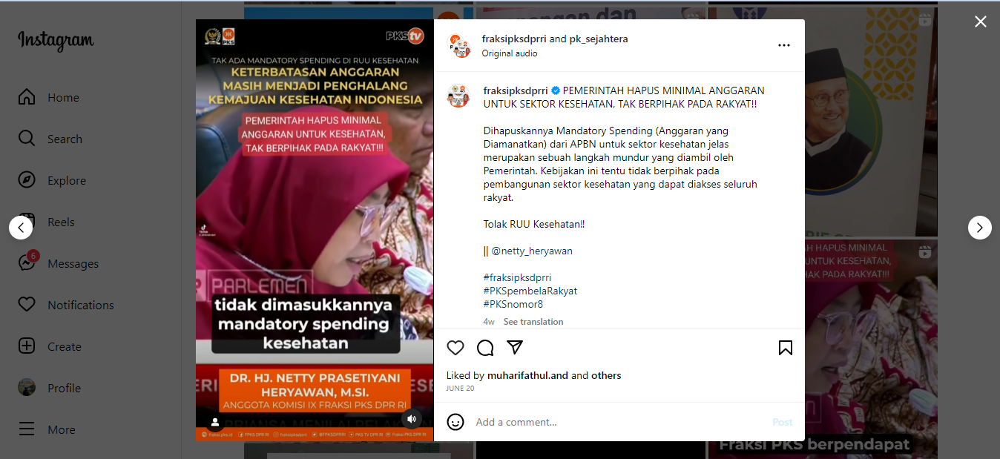 Instagram
Home
Search
Explore
Reels
6
Messages
Notifications
Create
Profile
More
PKS
PKStv
TAK ADA MANDATORY SPENDING DI RUU KESEHATAN
KETERBATASAN ANGGARAN
MASIH MENJADI PENGHALANG
KEMAJUAN KESEHATAN INDONESIA
PEMERINTAH HAPUS MINIMAL
ANGGARAN UNTUK KESEHATAN,
TAK BERPIHAK PADA RAKYAT!!!
PARLEMEN
tidak dimasukkannya
mandatory spending
kesehatan
DR. HJ. NETTY PRASETIYANI
HERYAWAN, M.SI.
ANGGOTA KOMISI IX FRAKSI PKS DPR RI
fraksi.pks.id FPKS DPR RI fraksipksdprri @FPKSDPRRI PKS TV DPR RI Fraksi PKS DPR RI
fraksipksdprri and pk_sejahtera
Original audio
fraksipksdprri PEMERINTAH HAPUS MINIMAL ANGGARAN
UNTUK SEKTOR KESEHATAN, TAK BERPIHAK PADA RAKYAT!!
Dihapuskannya Mandatory Spending (Anggaran yang
Diamanatkan) dari APBN untuk sektor kesehatan jelas
merupakan sebuah langkah mundur yang diambil oleh
Pemerintah. Kebijakan ini tentu tidak berpihak pada
pembangunan sektor kesehatan yang dapat diakses seluruh
rakyat.
Tolak RUU Kesehatan!!
|| @netty_heryawan
#fraksipksdprri
#PKSpembelaRakyat
#PKSnomor8
4w See translation
Liked by muharifathul.and and others
JUNE 20
Add a comment...
Post
HAPUS MINIMAL
UNTUK KESEHATAN,
HAK PADA RAKYAT!!!
Fraksi PKS berpendapat